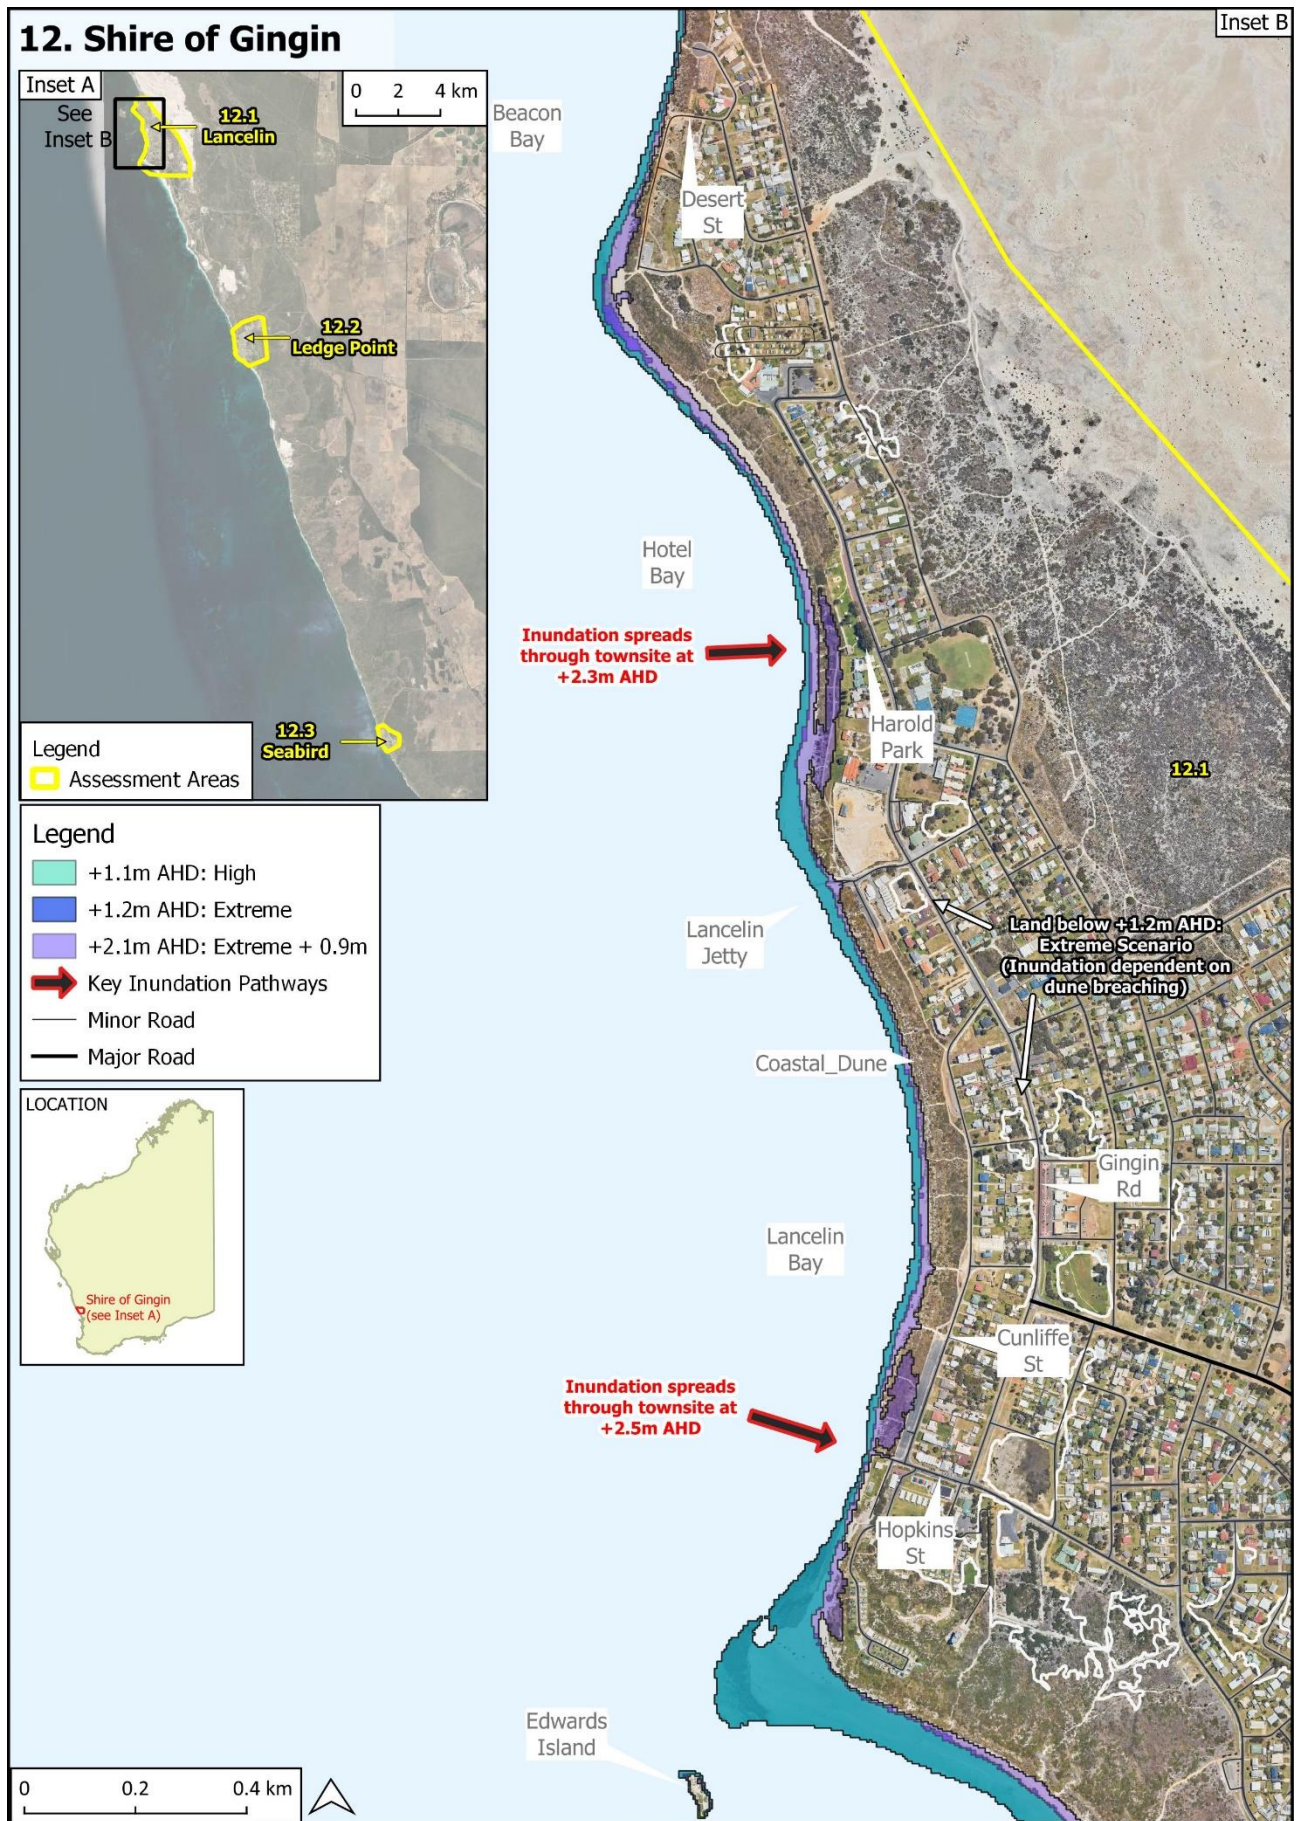 12. Shire of Gingin
Inset A
See
Inset B
0 2 4 km
12.1
Lancelin
12.2
Ledge Point
12.3
Seabird
Legend
Assessment Areas
Legend
+1.1m AHD: High
+1.2m AHD: Extreme
+2.1m AHD: Extreme + 0.9m
Key Inundation Pathways
Minor Road
Major Road
LOCATION
Shire of Gingin
(see Inset A)
Inset B
Beacon
Bay
Desert
St
Hotel
Bay
Inundation spreads
through townsite at
+2.3m AHD
Harold
Park
12.1
Lancelin
Jetty
Land below +1.2m AHD:
Extreme Scenario
(Inundation dependent on
dune breaching)
Coastal_Dune
Gingin
Rd
Lancelin
Bay
Cunliffe
St
Inundation spreads
through townsite at
+2.5m AHD
Hopkins
St
Edwards
Island
0 0.2 0.4 km